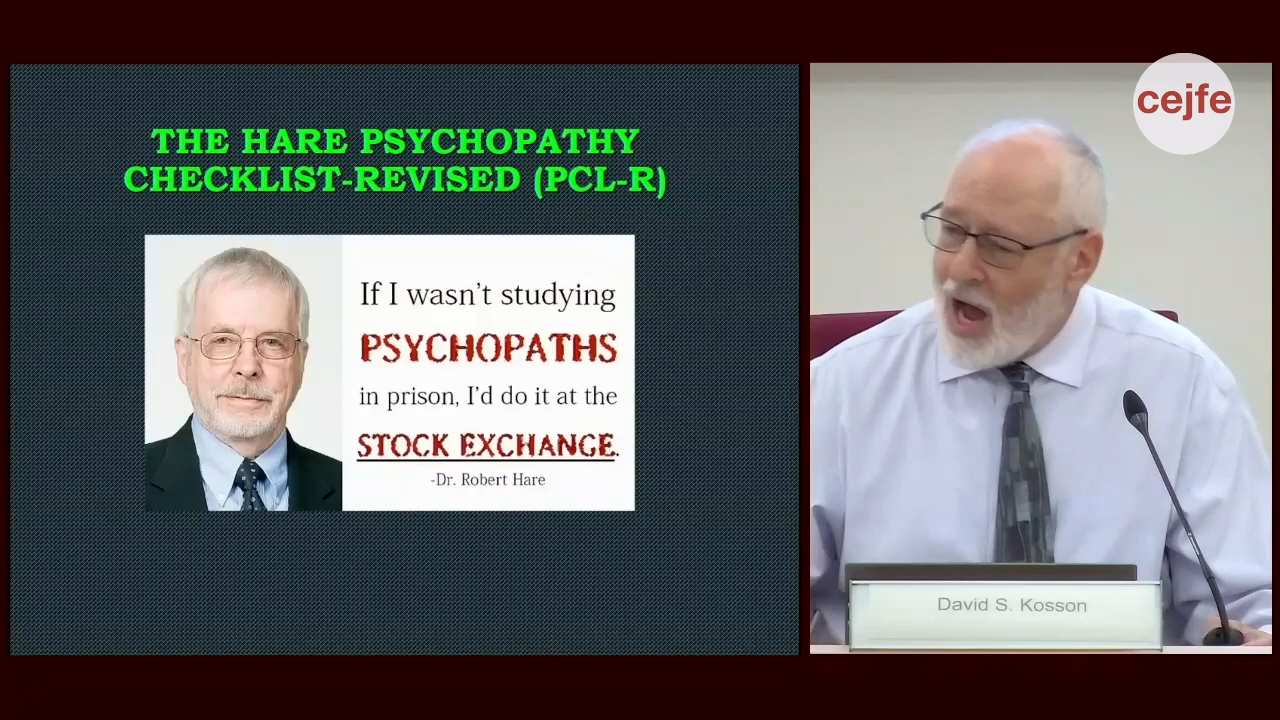 THE HARE PSYCHOPATHY
CHECKLIST-REVISED (PCL-R)
If I wasn't studying
PSYCHOPATHS
in prison, I'd do it at the
STOCK EXCHANGE.
-Dr. Robert Hare
cejfe
David S. Kosson